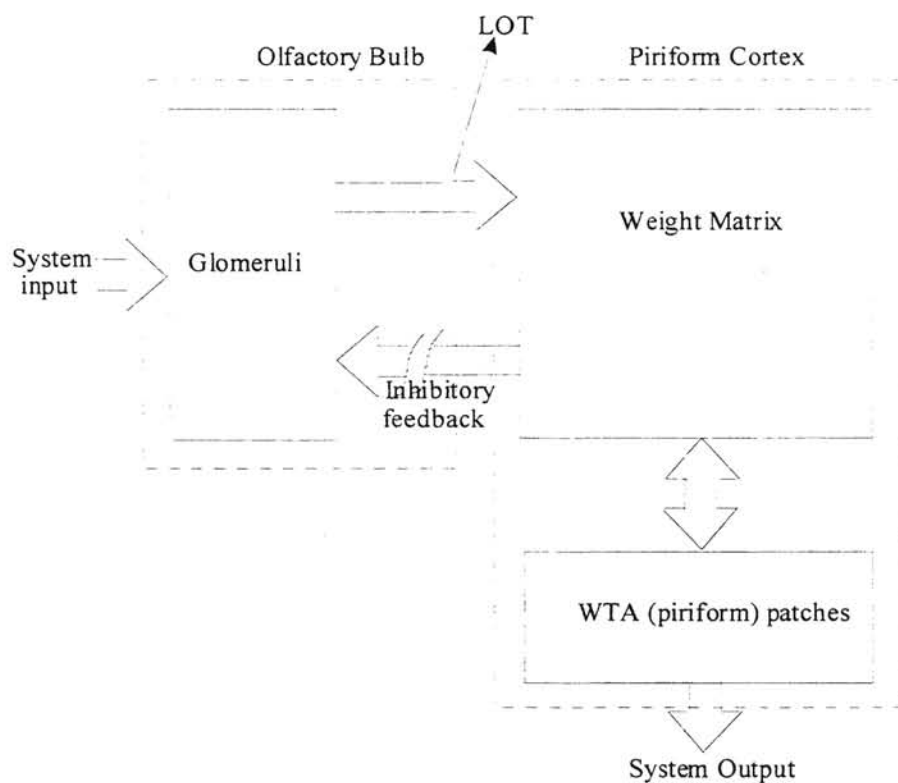 LOT
Olfactory Bulb
Piriform Cortex
Weight Matrix
System
input
Glomeruli
Inhibitory
feedback
WTA (piriform) patches
System Output